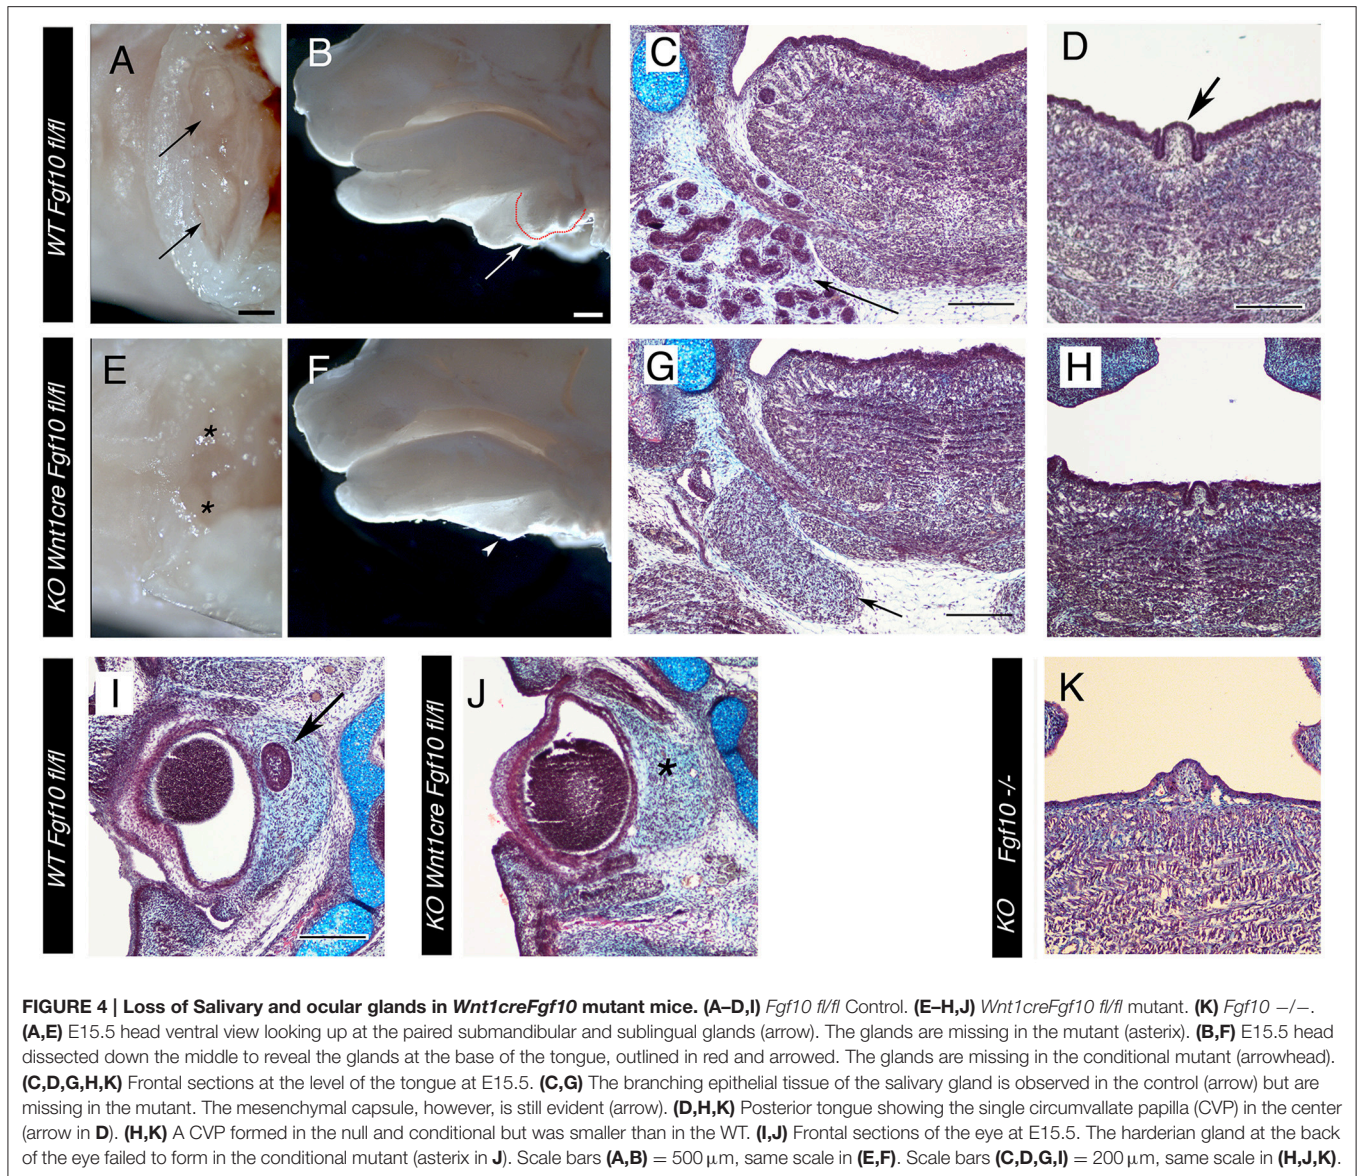 WT Fgf10 fl/fl
A
B
C
D
KO Wnt1cre Fgf10 fl/fl
E
*
*
F
G
H
WT Fgf10 fl/fl
I
KO Wnt1cre Fgf10 fl/fl
J
*
KO Fgf10 -/-
K
FIGURE 4 | Loss of Salivary and ocular glands in Wnt1creFgf10 mutant mice. (A–D,I) Fgf10 fl/fl Control. (E–H,J) Wnt1creFgf10 fl/fl mutant. (K) Fgf10 −/−.
(A,E) E15.5 head ventral view looking up at the paired submandibular and sublingual glands (arrow). The glands are missing in the mutant (asterix). (B,F) E15.5 head
dissected down the middle to reveal the glands at the base of the tongue, outlined in red and arrowed. The glands are missing in the conditional mutant (arrowhead).
(C,D,G,H,K) Frontal sections at the level of the tongue at E15.5. (C,G) The branching epithelial tissue of the salivary gland is observed in the control (arrow) but are
missing in the mutant. The mesenchymal capsule, however, is still evident (arrow). (D,H,K) Posterior tongue showing the single circumvallate papilla (CVP) in the center
(arrow in D). (H,K) A CVP formed in the null and conditional but was smaller than in the WT. (I,J) Frontal sections of the eye at E15.5. The harderian gland at the back
of the eye failed to form in the conditional mutant (asterix in J). Scale bars (A,B) = 500 μm, same scale in (E,F). Scale bars (C,D,G,I) = 200 μm, same scale in (H,J,K).